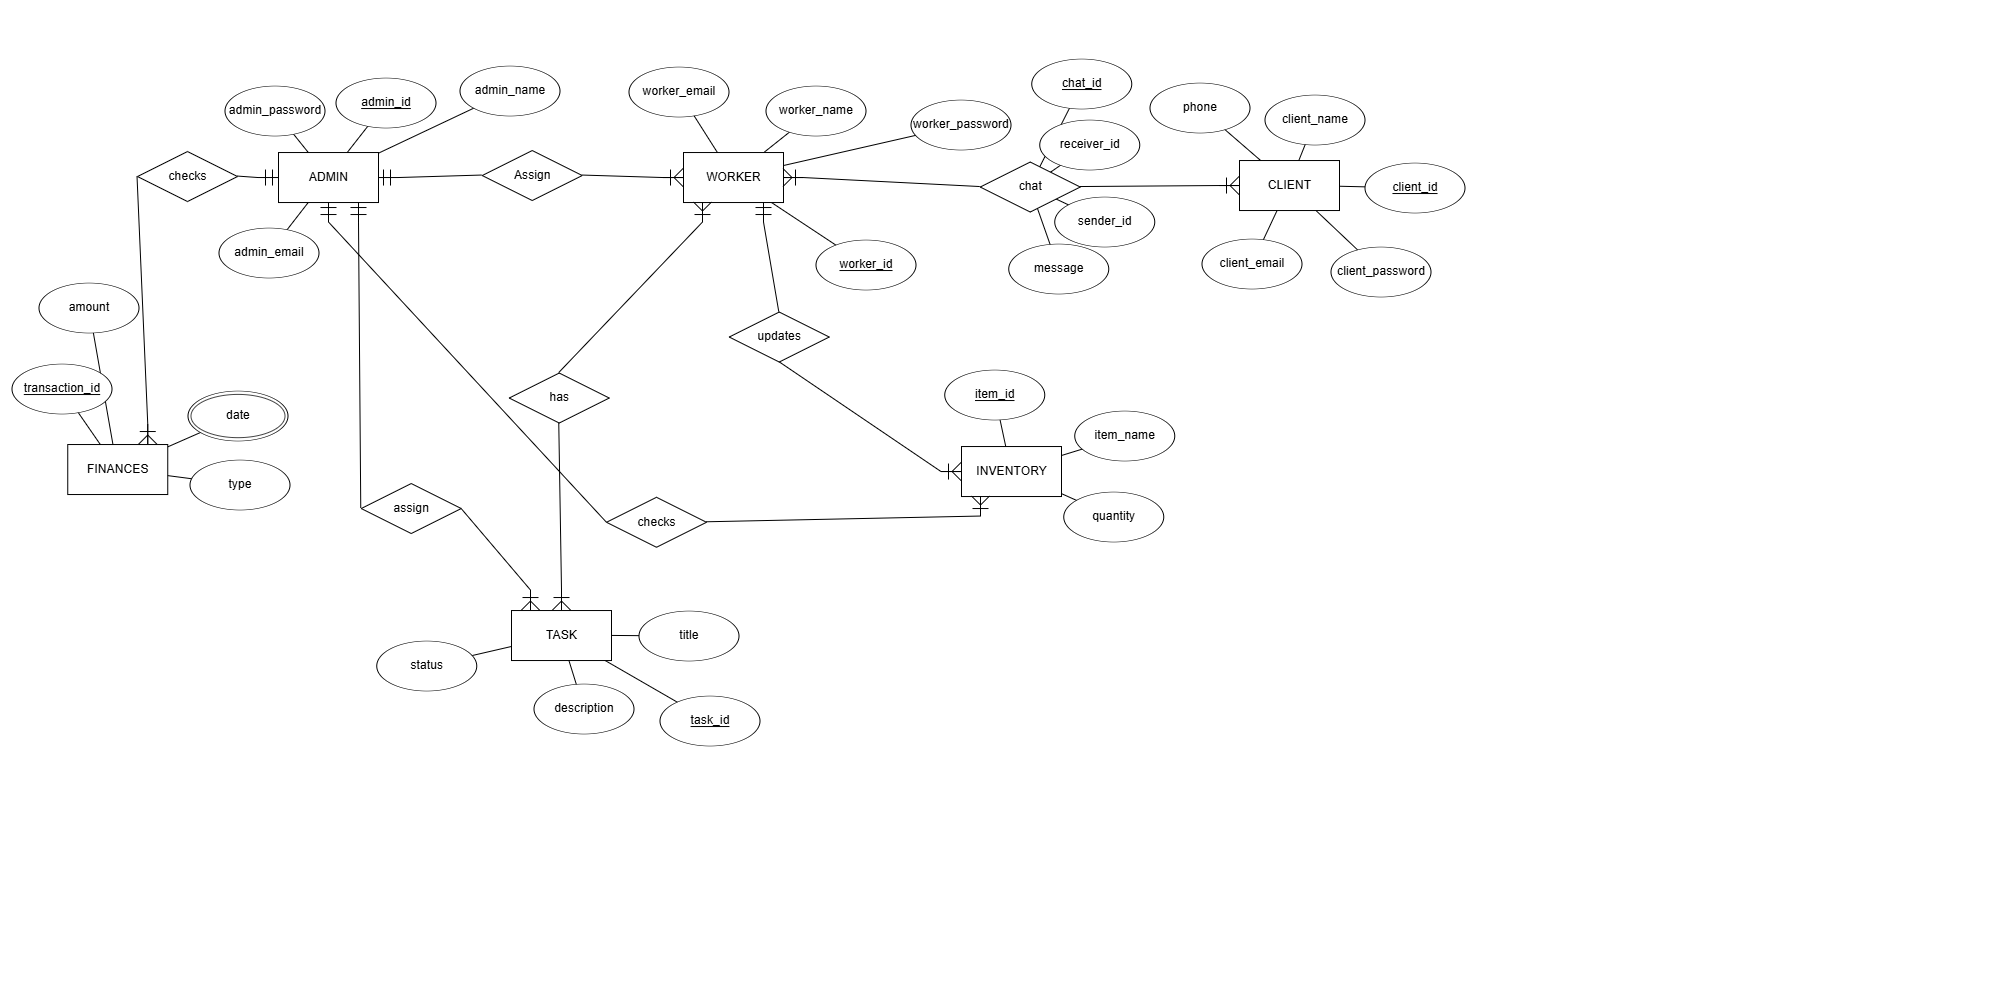 chat_id
admin_name
worker_email
admin_id
phone
admin_password
worker_name
client_name
worker_password
receiver_id
checks
ADMIN
Assign
WORKER
chat
CLIENT
client_id
sender_id
admin_email
worker_id
message
client_email
client_password
amount
updates
transaction_id
has
item_id
date
item_name
FINANCES
INVENTORY
type
assign
checks
quantity
TASK
title
status
description
task_id